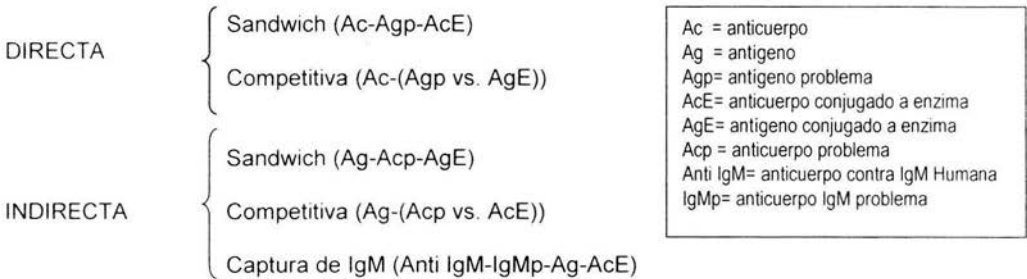 DIRECTA
Sandwich (Ac-Agp-AcE)
Competitiva (Ac-(Agp vs. AgE))
INDIRECTA
Sandwich (Ag-Acp-AgE)
Competitiva (Ag-(Acp vs. AcE))
Captura de IgM (Anti IgM-IgMp-Ag-AcE)
Ac = anticuerpo
Ag = antigeno
Agp= antigeno problema
AcE= anticuerpo conjugado a enzima
AgE= antigeno conjugado a enzima
Acp = anticuerpo problema
Anti IgM= anticuerpo contra IgM Humana
IgMp= anticuerpo IgM problema